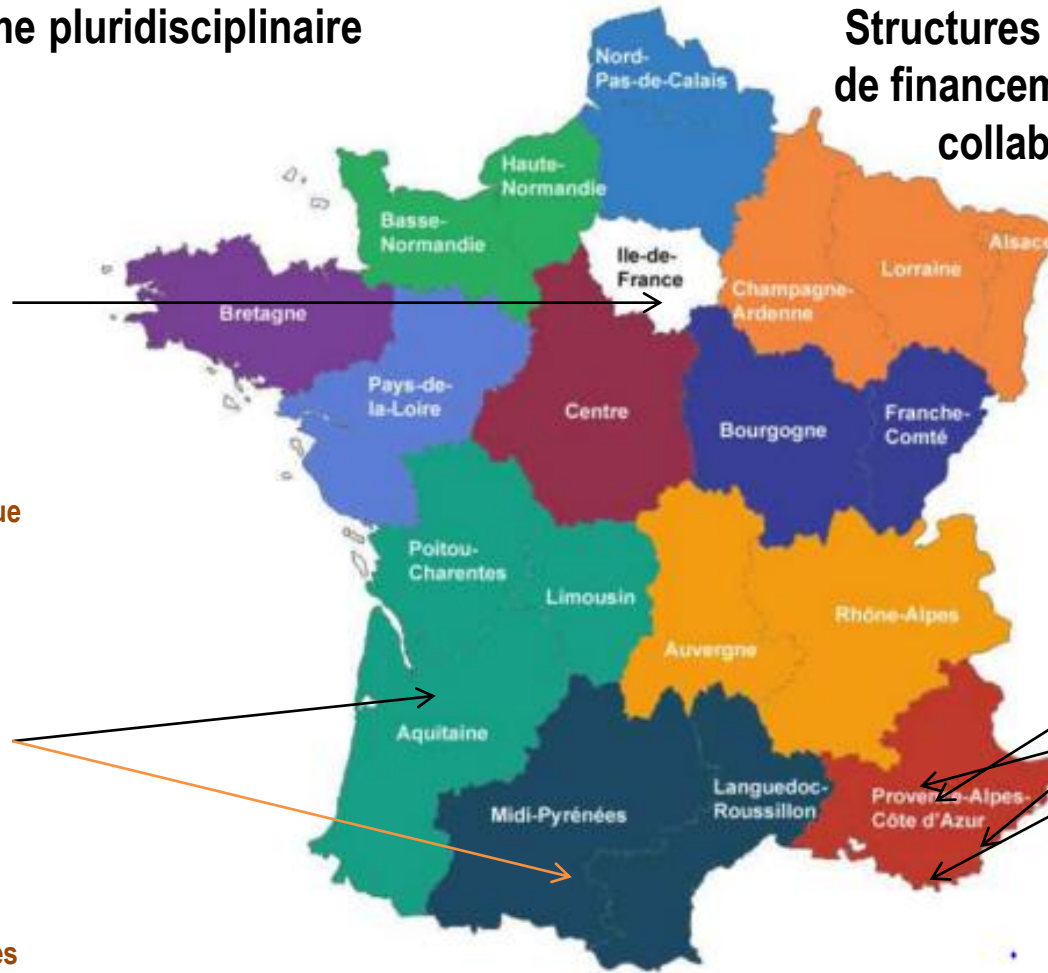 ne pluridisciplinaire
Structures
de financem
collab
Nord-
Pas-de-Calais
Haute-
Normandie
Basse-
Normandie
Ile-de-
France
Champagne-
Ardenne
Lorraine
Alsace
Bretagne
Pays-de-
la-Loire
Centre
Bourgogne
Franche-
Comté
ue
Poitou-
Charentes
Limousin
Auvergne
Rhône-Alpes
Aquitaine
Midi-Pyrénées
Languedoc-
Roussillon
Provence-Alpes-
Côte d'Azur
es